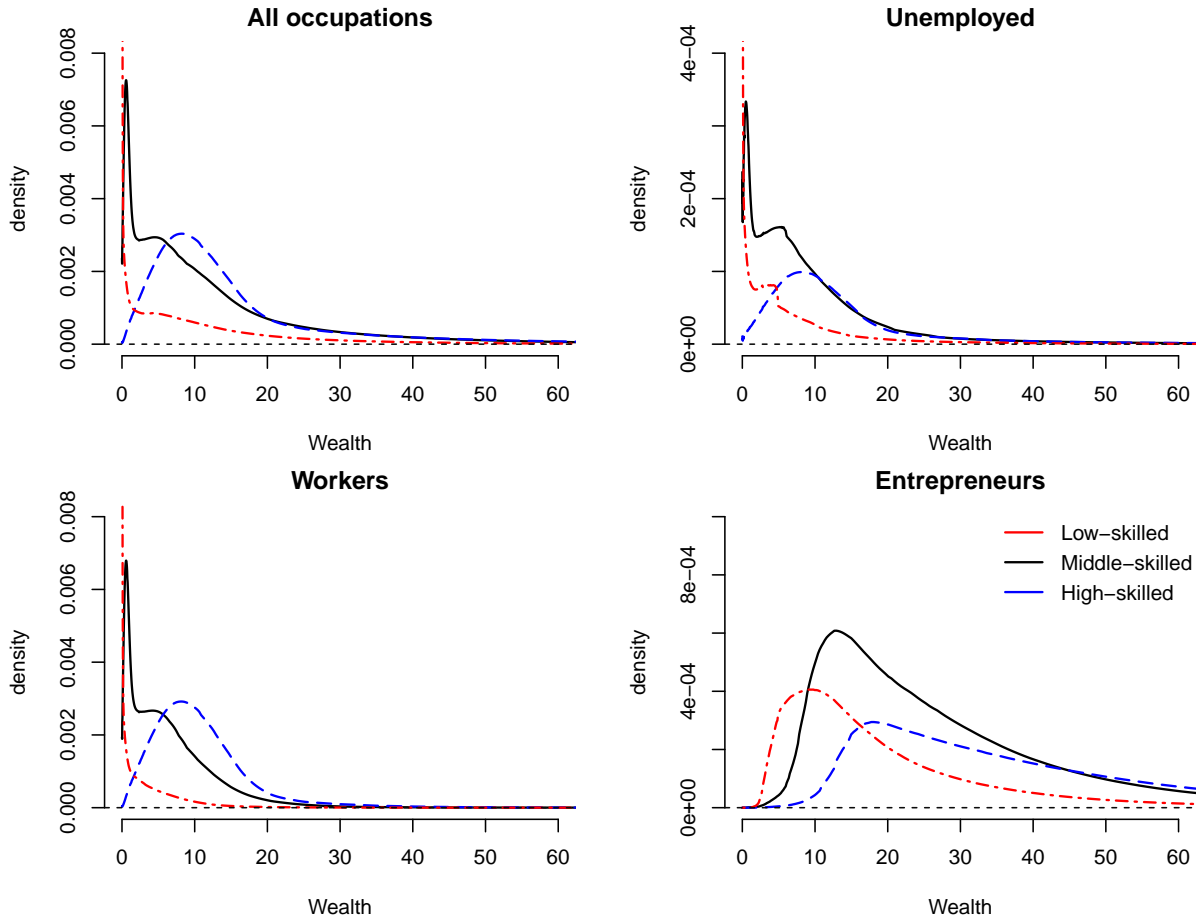 All occupations
density
0.000
0.002
0.004
0.006
0.008
0
10
20
30
40
50
60
Wealth
Unemployed
density
0e+00
2e−04
4e−04
0
10
20
30
40
50
60
Wealth
Workers
density
0.000
0.002
0.004
0.006
0.008
0
10
20
30
40
50
60
Wealth
Entrepreneurs
density
0e+00
4e−04
8e−04
Low−skilled
Middle−skilled
High−skilled
0
10
20
30
40
50
60
Wealth